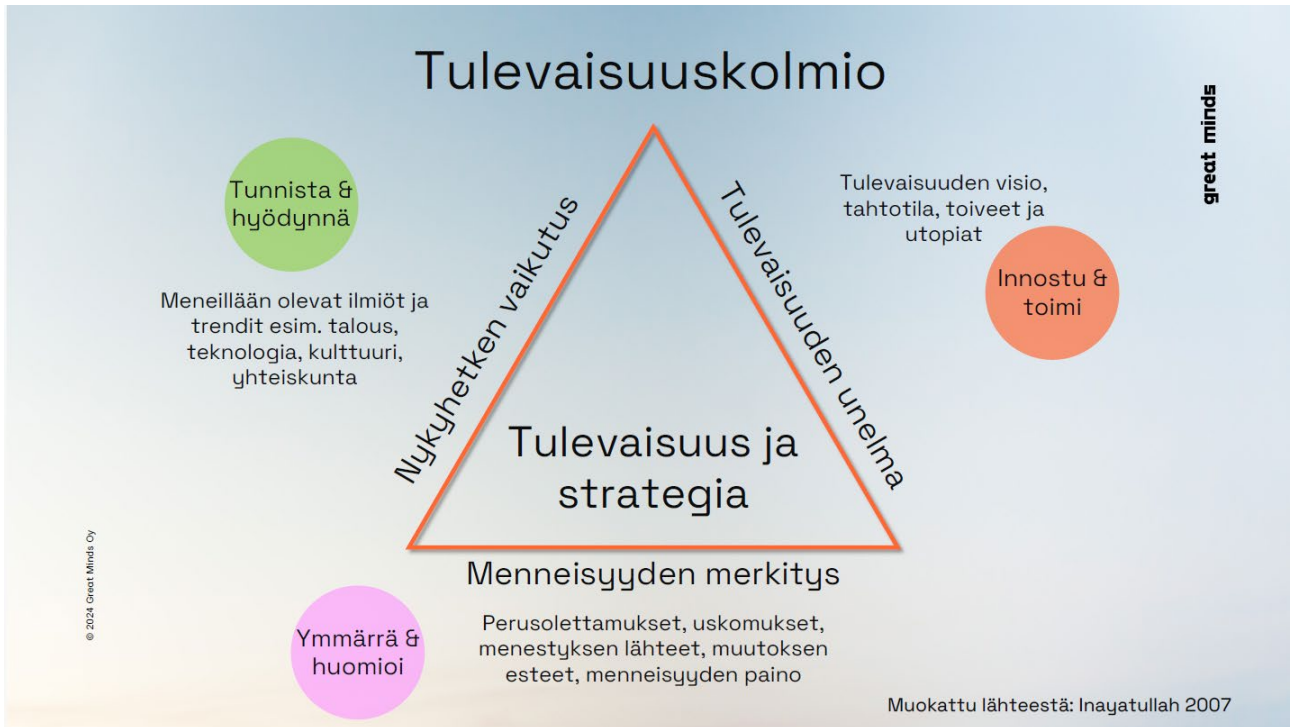 Tulevaisuuskolmio
great minds
Tunnista &
hyödynnä
Meneillään olevat ilmiöt ja
trendit esim. talous,
teknologia, kulttuuri,
yhteiskunta
Nykyhetken vaikutus
Tulevaisuuden unelma
Tulevaisuuden visio,
tahtotila, toiveet ja
utopiat
Innostu &
toimi
Tulevaisuus ja
strategia
Menneisyyden merkitys
Perusolettamukset, uskomukset,
menestyksen lähteet, muutoksen
esteet, menneisyyden paino
Ymmärrä &
huomioi
© 2024 Great Minds Oy
Muokattu lähteestä: Inayatullah 2007